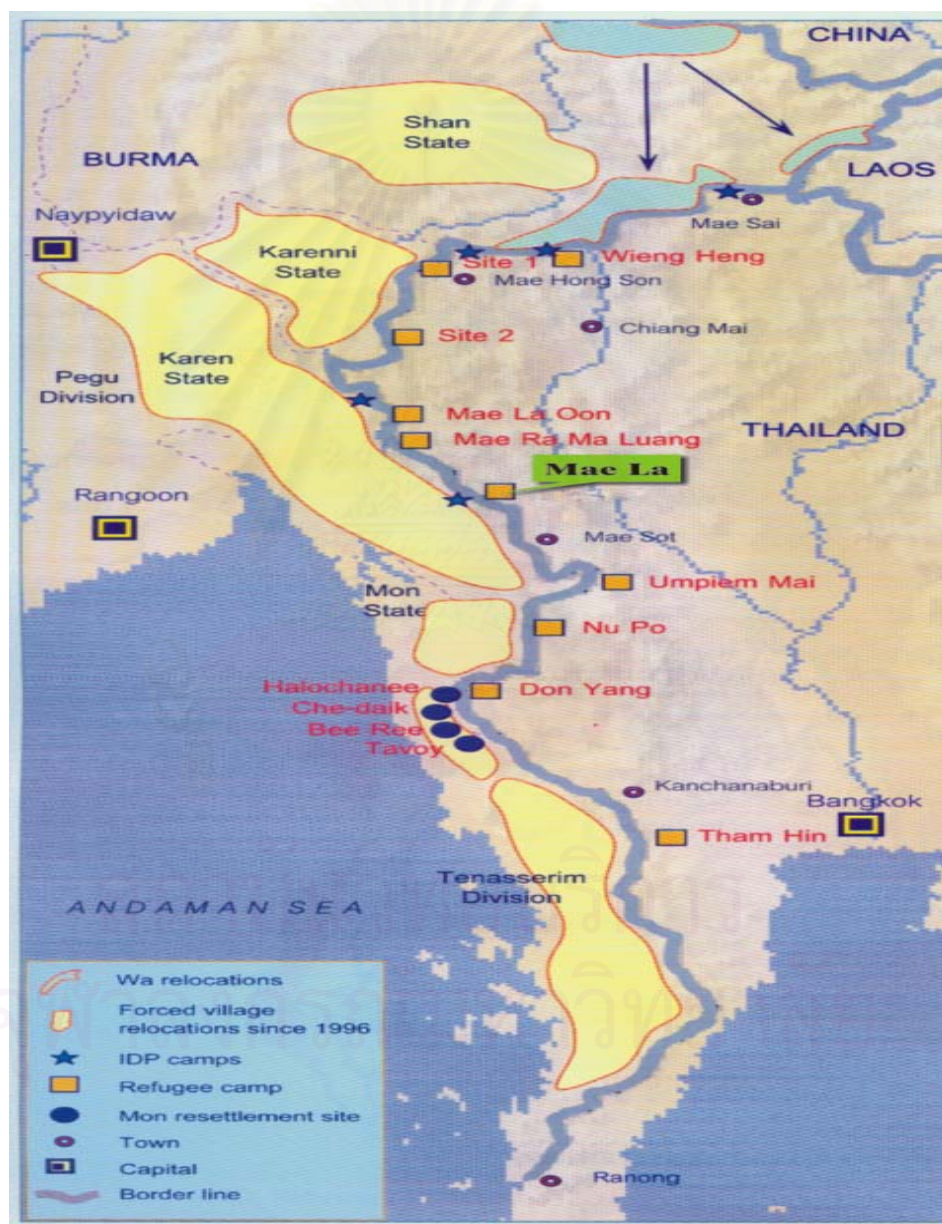 CHINA
Shan
State
BURMA
LAOS
Naypyidaw
Mae Sai
Karenni
State
Site 1
Wieng Heng
Mae Hong Son
Chiang Mai
Site 2
Karen
State
Pegu
Division
Mae La Oon
THAILAND
Mae Ra Ma Luang
Mae La
Rangoon
Mae Sot
Umpiem Mai
Mon
State
Nu Po
Halochanee
Don Yang
Che-daik
Bee Ree
Tavoy
Kanchanaburi
Bangkok
Tham Hin
Tenasserim
Division
ANDAMAN SEA
Wa relocations
Forced village
relocations since 1996
IDP camps
Refugee camp
Mon resettlement site
Town
Capital
Border line
Ranong